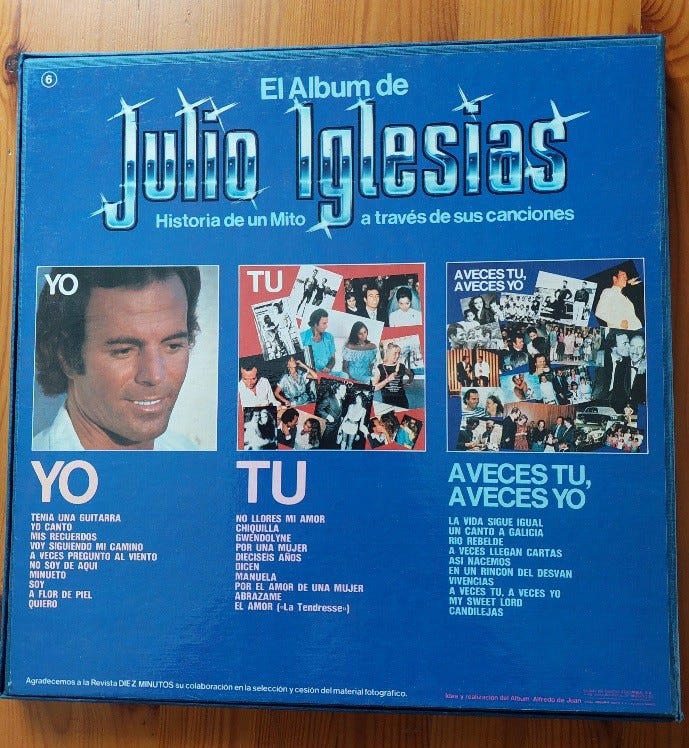 6
El Album de
Julio Iglesias
Historia de un Mito a través de sus canciones
YO
TU
A VECES TU,
A VECES YO
YO
TENIA UNA GUITARRA
YO CANTO
MIS RECUERDOS
VOY SIGUIENDO MI CAMINO
A VECES PREGUNTO AL VIENTO
NO SOY DE AQUI
MINUETO
SOY
A FLOR DE PIEL
QUIERO
TU
NO LLORES MI AMOR
CHIQUILLA
GWENDOLYNE
POR UNA MUJER
DIECISEIS AÑOS
DICEN
MANUELA
POR EL AMOR DE UNA MUJER
ABRAZAME
EL AMOR («La Tendresse»)
A VECES TU,
A VECES YO
LA VIDA SIGUE IGUAL
UN CANTO A GALICIA
RIO REBELDE
A VECES LLEGAN CARTAS
ASI NACEMOS
EN UN RINCON DEL DESVAN
VIVENCIAS
A VECES TU, A VECES YO
MY SWEET LORD
CANDILEJAS
Agradecemos a la Revista DIEZ MINUTOS su colaboración en la selección y cesión del material fotográfico.
Idea y realización del Album - Alfredo de Juan